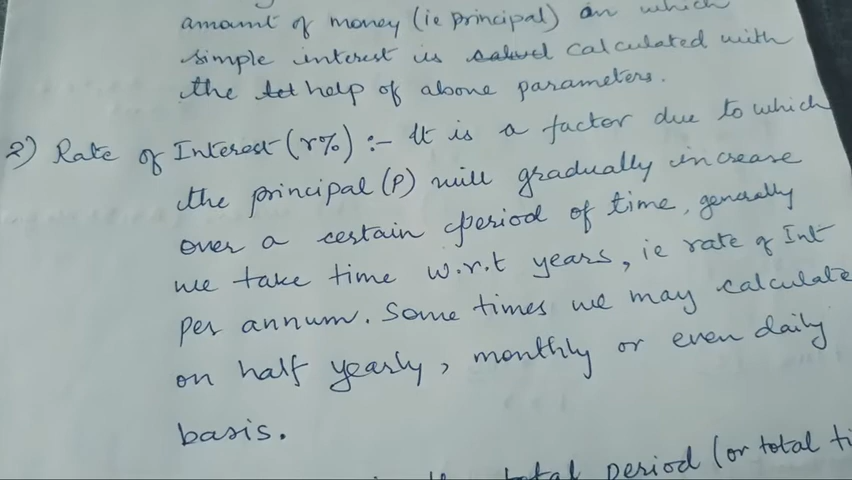 amount of money (ie principal) on which
simple interest is calculated with
the help of above parameters.
2) Rate of Interest (r%) :- It is a factor due to which
the principal (P) will gradually increase
over a certain period of time, generally
we take time w.r.t years, ie rate of Int
per annum. Some times we may calculate
on half yearly, monthly or even daily
basis.
total period (or total ti